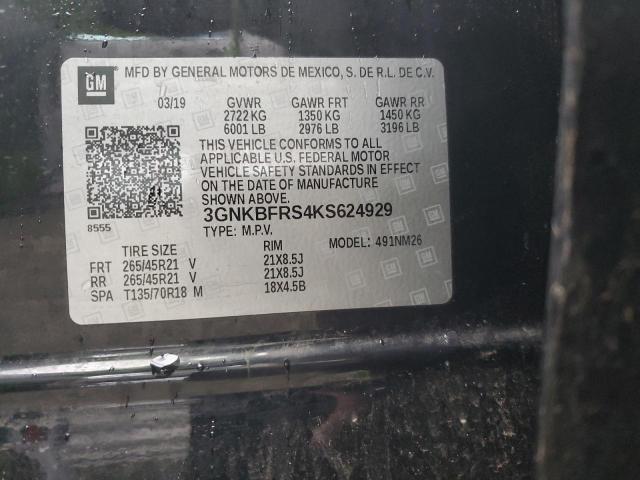 GM MFD BY GENERAL MOTORS DE MEXICO, S. DE R.L. DE C.V.
03/19 GVWR GAWR FRT GAWR RR
2722 KG 1350 KG 1450 KG
6001 LB 2976 LB 3196 LB
THIS VEHICLE CONFORMS TO ALL
APPLICABLE U.S. FEDERAL MOTOR
VEHICLE SAFETY STANDARDS IN EFFECT
ON THE DATE OF MANUFACTURE
SHOWN ABOVE.
8555
3GNKBFRS4KS624929
TYPE: M.P.V. MODEL: 491NM26
TIRE SIZE RIM
FRT 265/45R21 V 21X8.5J
RR 265/45R21 V 21X8.5J
SPA T135/70R18 M 18X4.5B